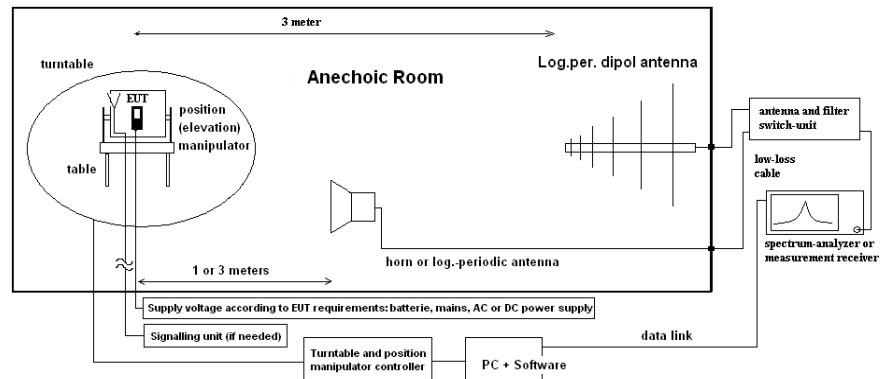 3 meter
turntable
Anechoic Room
Log.per. dipol antenna
EUT
position
(elevation)
manipulator
table
antenna and filter
switch-unit
low-loss
cable
spectrum-analyzer or
measurement receiver
horn or log.-periodic antenna
1 or 3 meters
Supply voltage according to EUT requirements: batterie, mains, AC or DC power supply
Signalling unit (if needed)
data link
Turntable and position
manipulator controller
PC + Software